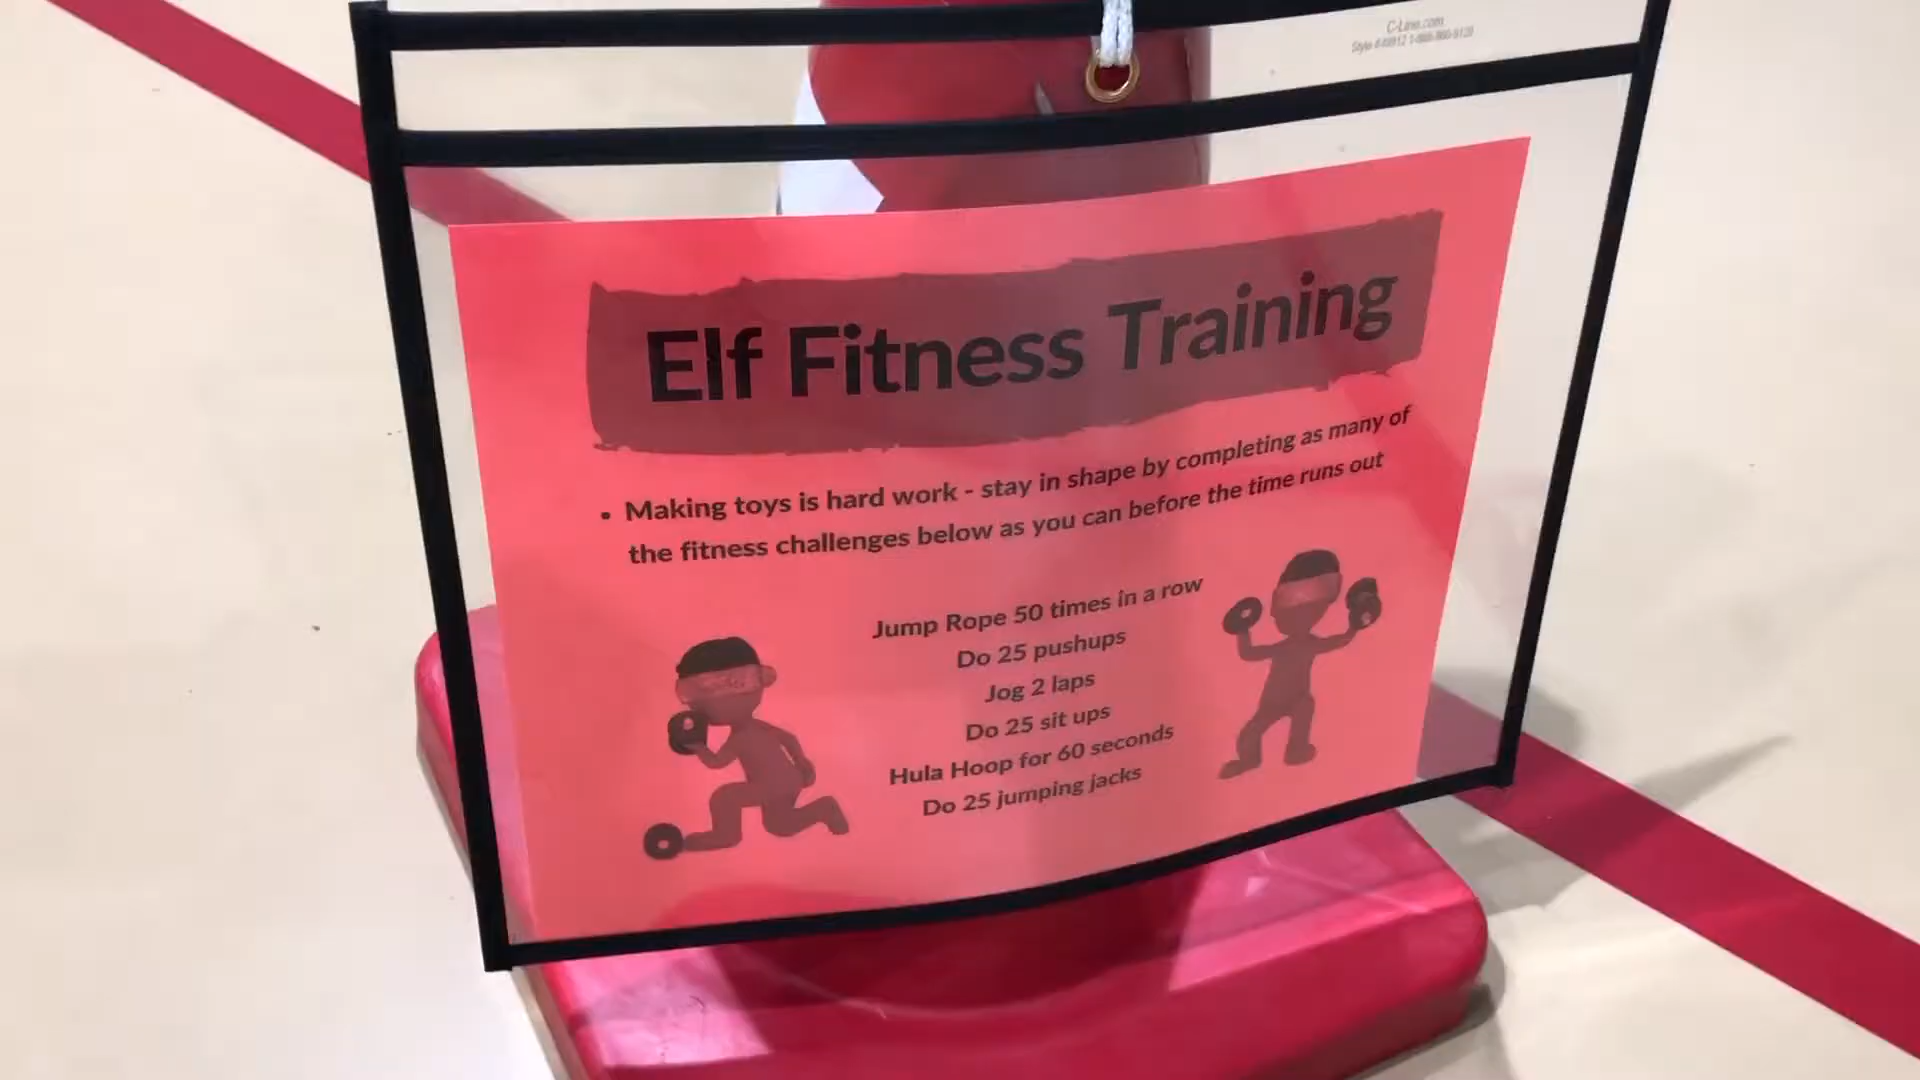 C-Line.com
Elf Fitness Training
• Making toys is hard work - stay in shape by completing as many of
the fitness challenges below as you can before the time runs out
Jump Rope 50 times in a row
Do 25 pushups
Jog 2 laps
Do 25 sit ups
Hula Hoop for 60 seconds
Do 25 jumping jacks